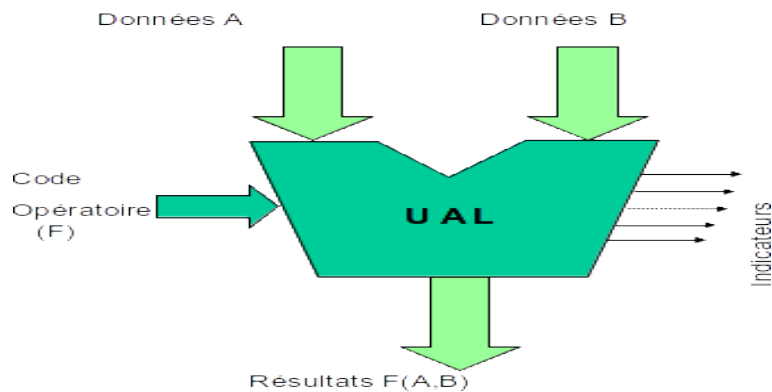 Données A
Données B
Code
Opératoire
(F)
U AL
Indicateurs
Résultats F(A,B)